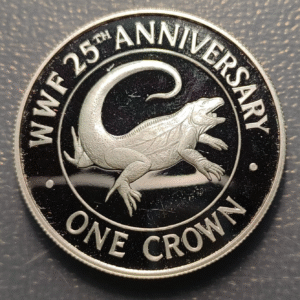 WWF 25TH ANNIVERSARY
· ONE CROWN ·